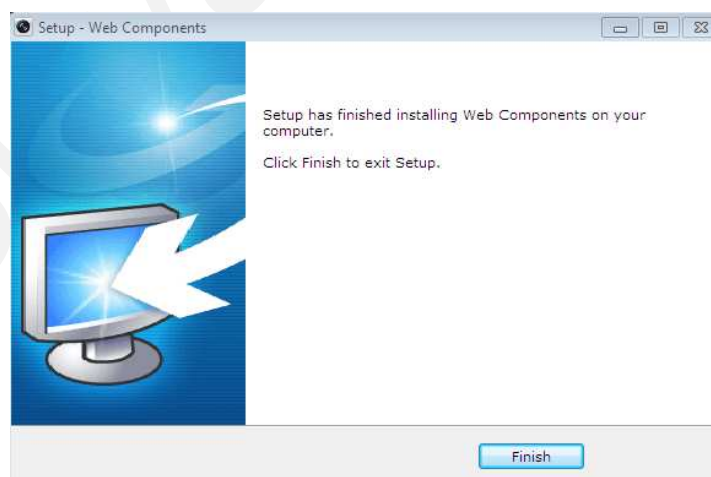 Setup - Web Components
Setup has finished installing Web Components on your
computer.
Click Finish to exit Setup.
Finish